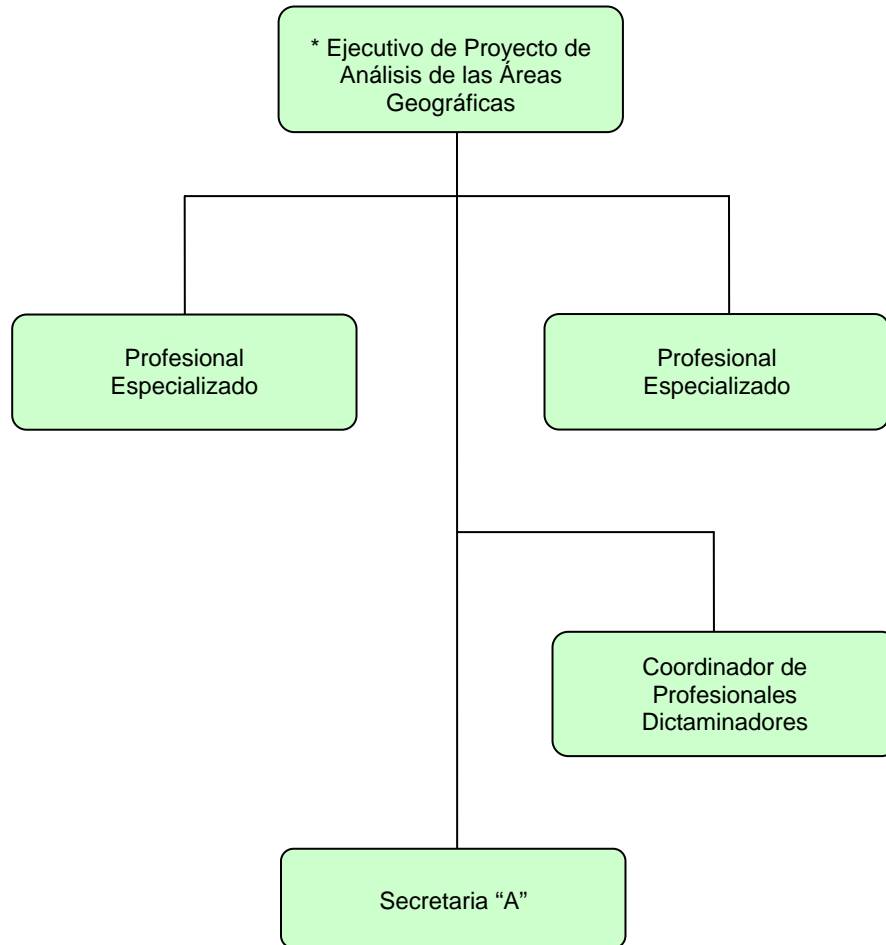 * Ejecutivo de Proyecto de
Análisis de las Áreas
Geográficas
Profesional
Especializado
Profesional
Especializado
Coordinador de
Profesionales
Dictaminadores
Secretaria “A”